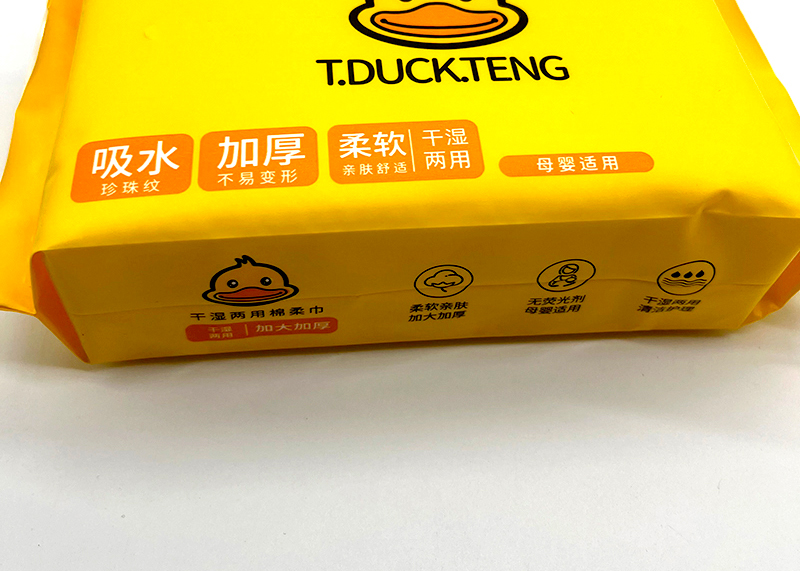 T.DUCK.TENG
吸水
珍珠纹
加厚
不易变形
柔软
亲肤舒适
干湿
两用
母婴适用
干湿两用棉柔巾
干湿
两用
加大加厚
柔软亲肤
加大加厚
无荧光剂
母婴适用
干湿两用
清洁护理